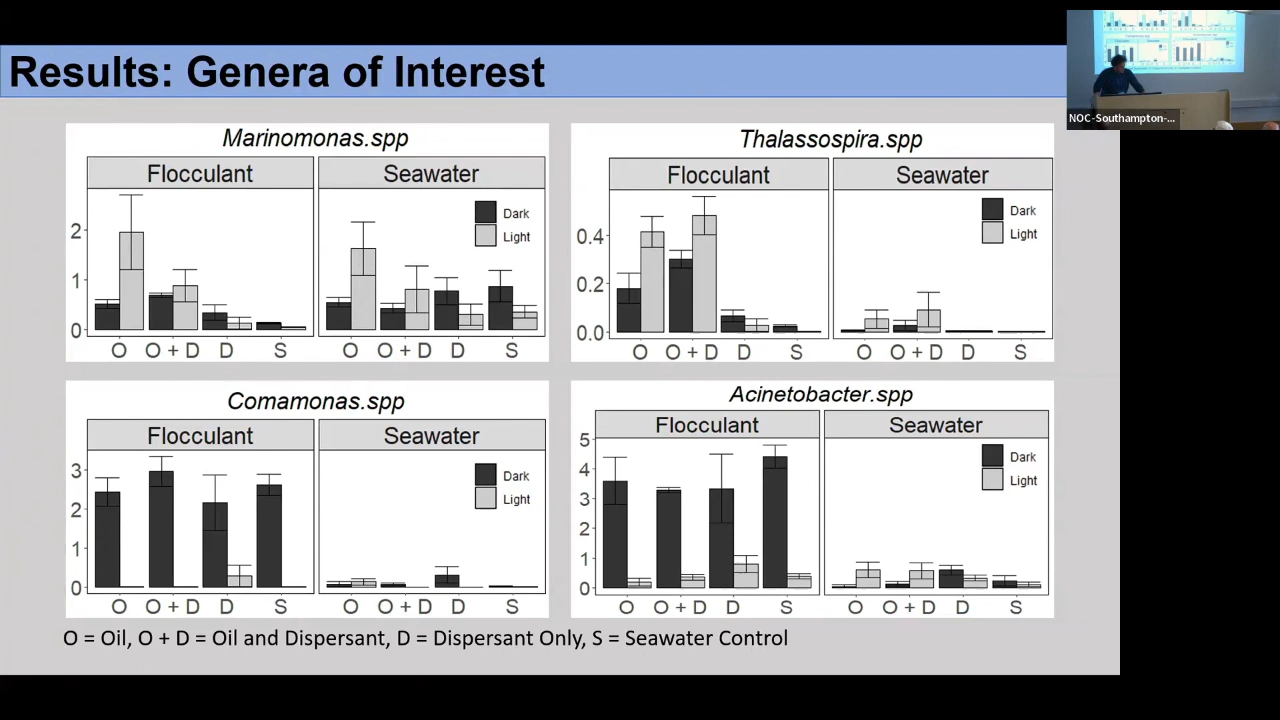 Results: Genera of Interest
NOC-Southampton-...
Marinomonas.spp
Flocculant
Seawater
Dark
Light
2
1
0
O
O + D
D
S
O
O + D
D
S
Thalassospira.spp
Flocculant
Seawater
Dark
Light
0.4
0.2
0.0
O
O + D
D
S
O
O + D
D
S
Comamonas.spp
Flocculant
Seawater
Dark
Light
3
2
1
0
O
O + D
D
S
O
O + D
D
S
Acinetobacter.spp
Flocculant
Seawater
Dark
Light
5
4
3
2
1
0
O
O + D
D
S
O
O + D
D
S
O = Oil, O + D = Oil and Dispersant, D = Dispersant Only, S = Seawater Control